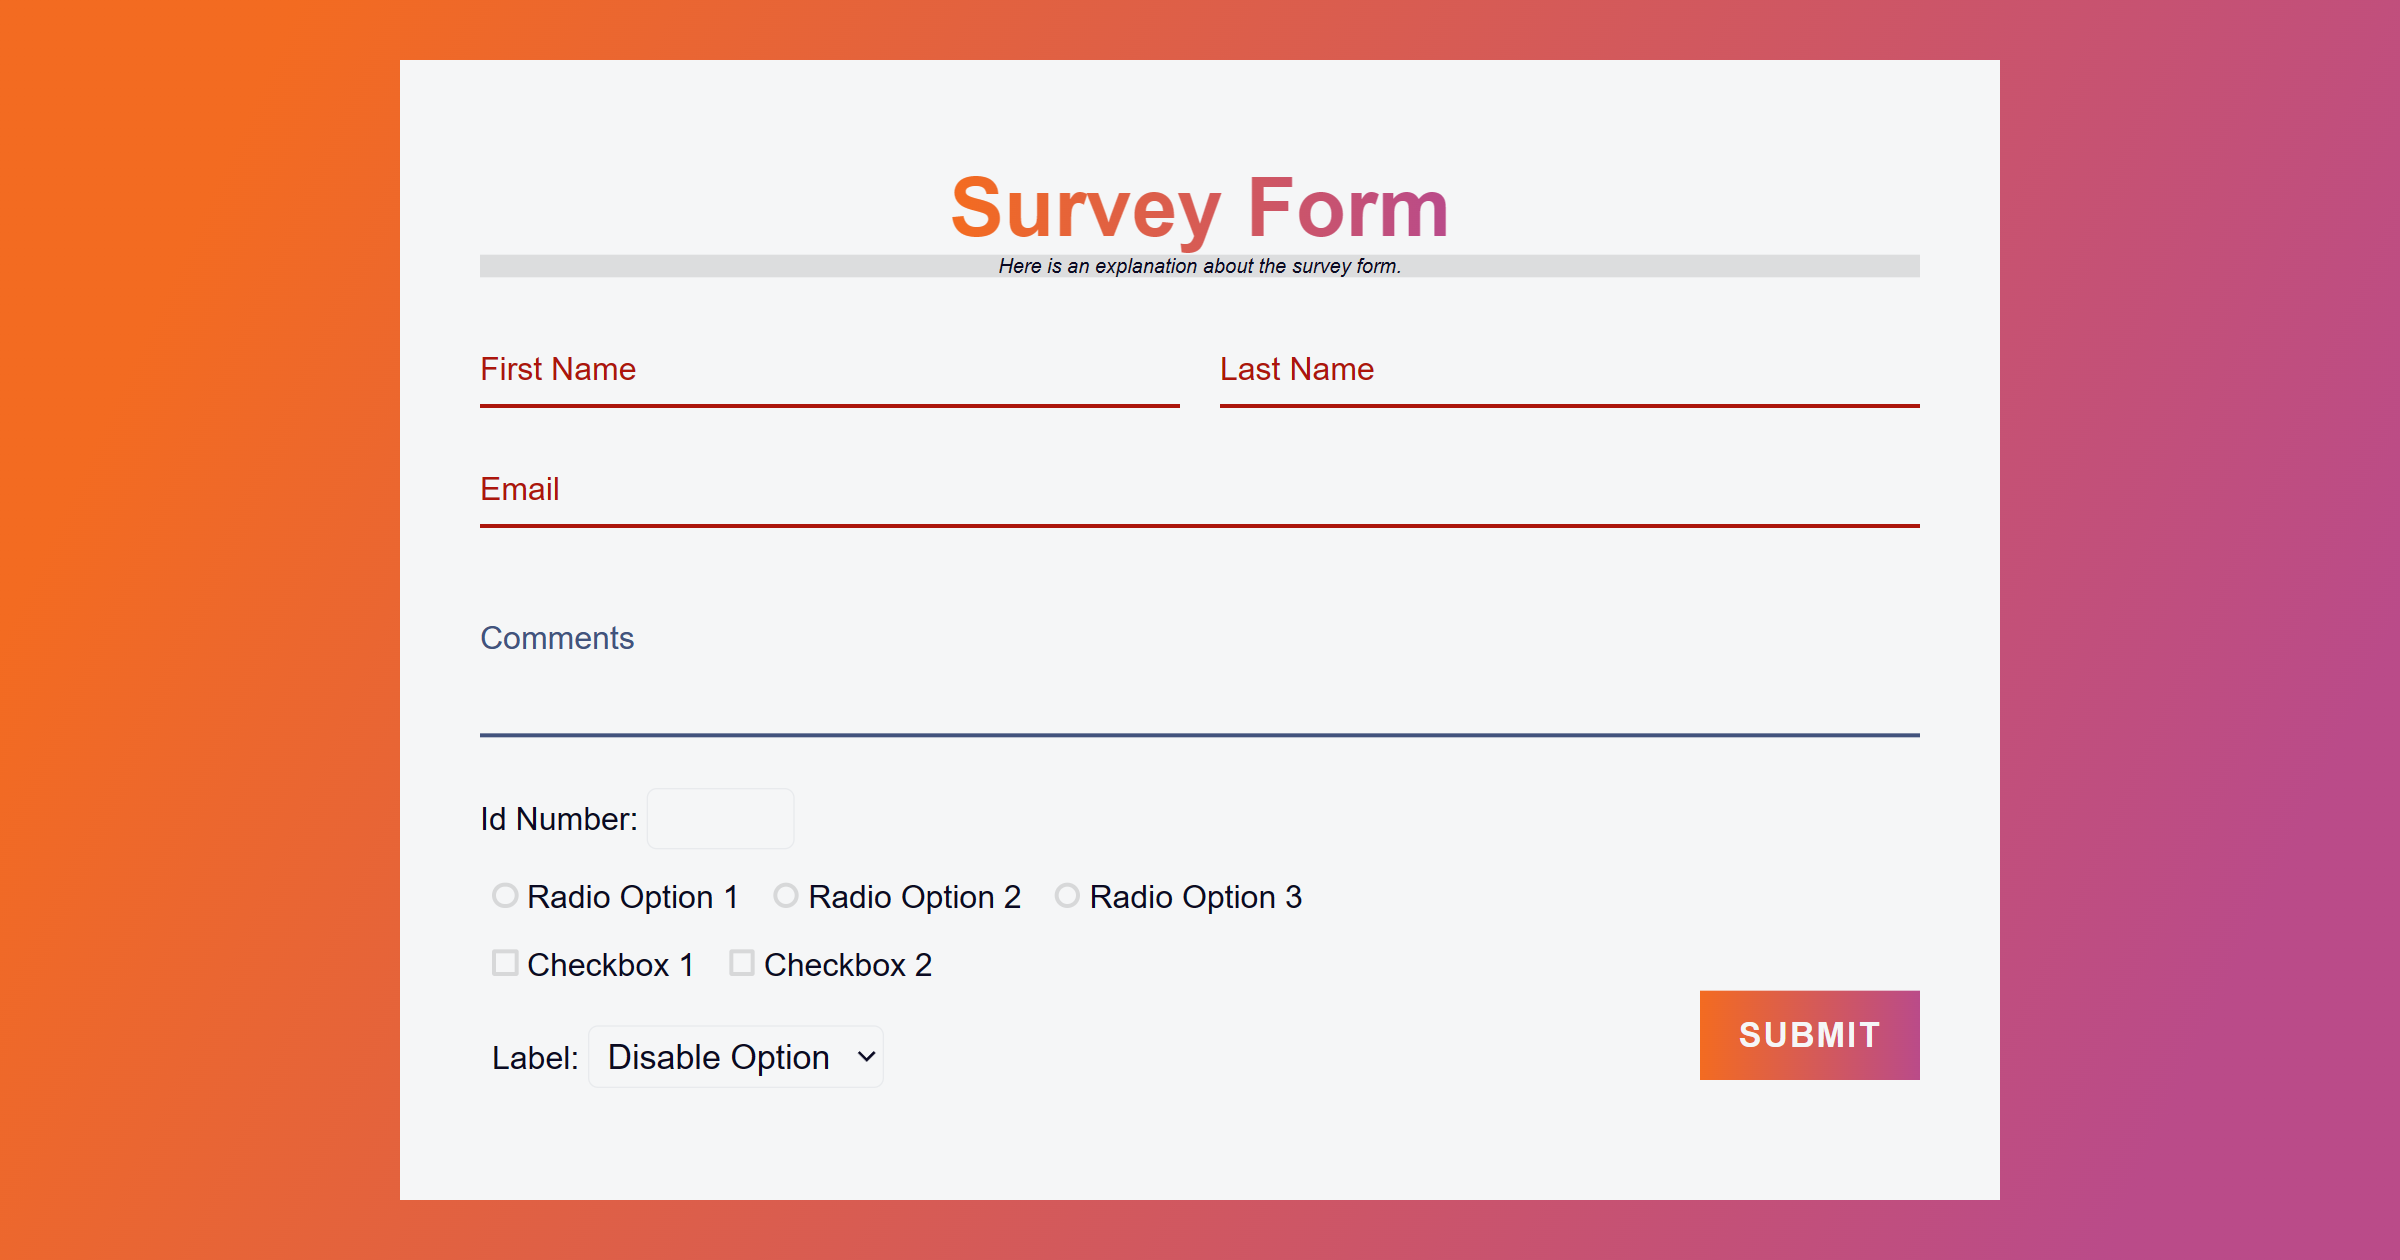 Survey Form
Here is an explanation about the survey form.
First Name
Last Name
Email
Comments
Id Number:
Radio Option 1 Radio Option 2 Radio Option 3
Checkbox 1 Checkbox 2
Label: Disable Option
SUBMIT